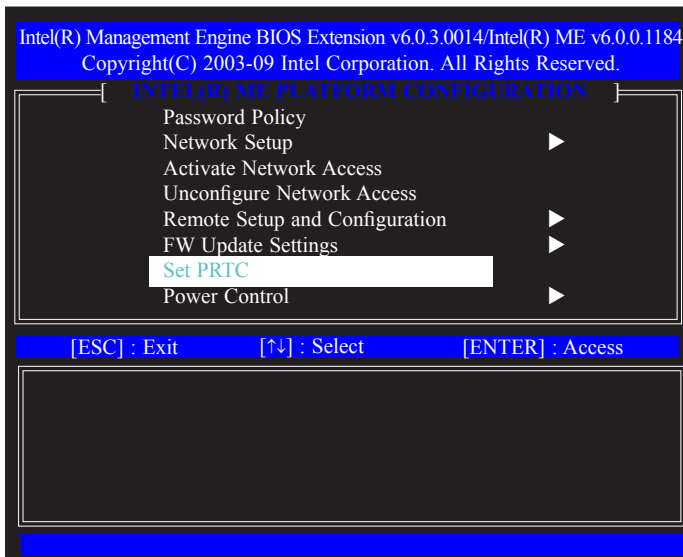 Intel(R) Management Engine BIOS Extension v6.0.3.0014/Intel(R) ME v6.0.0.1184
Copyright(C) 2003-09 Intel Corporation. All Rights Reserved.
[ INTEL(R) ME PLATFORM CONFIGURATION ]
Password Policy
Network Setup ▶
Activate Network Access
Unconfigure Network Access
Remote Setup and Configuration ▶
FW Update Settings ▶
Set PRTC
Power Control ▶
[ESC] : Exit [↑↓] : Select [ENTER] : Access